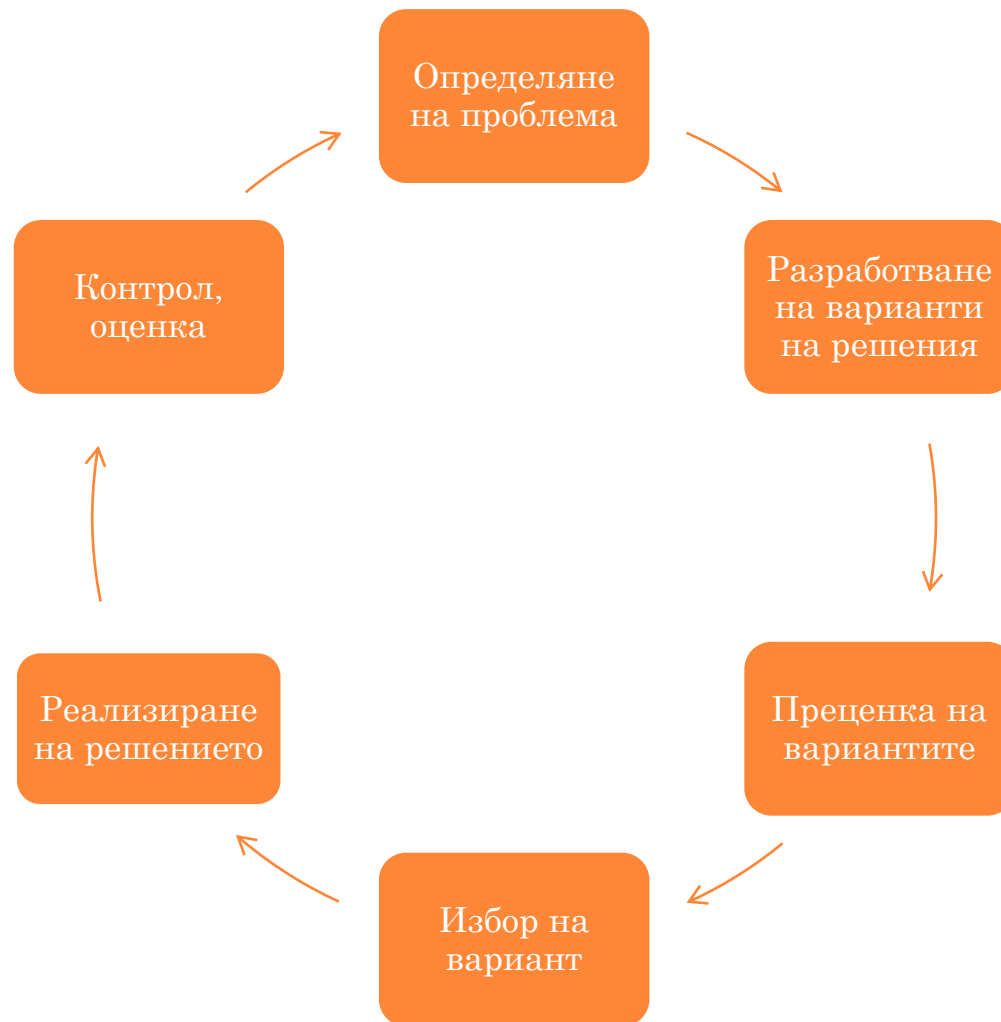 Определяне
на проблема
Разработване
на варианти
на решения
Преценка на
вариантите
Избор на
вариант
Реализиране
на решението
Контрол,
оценка